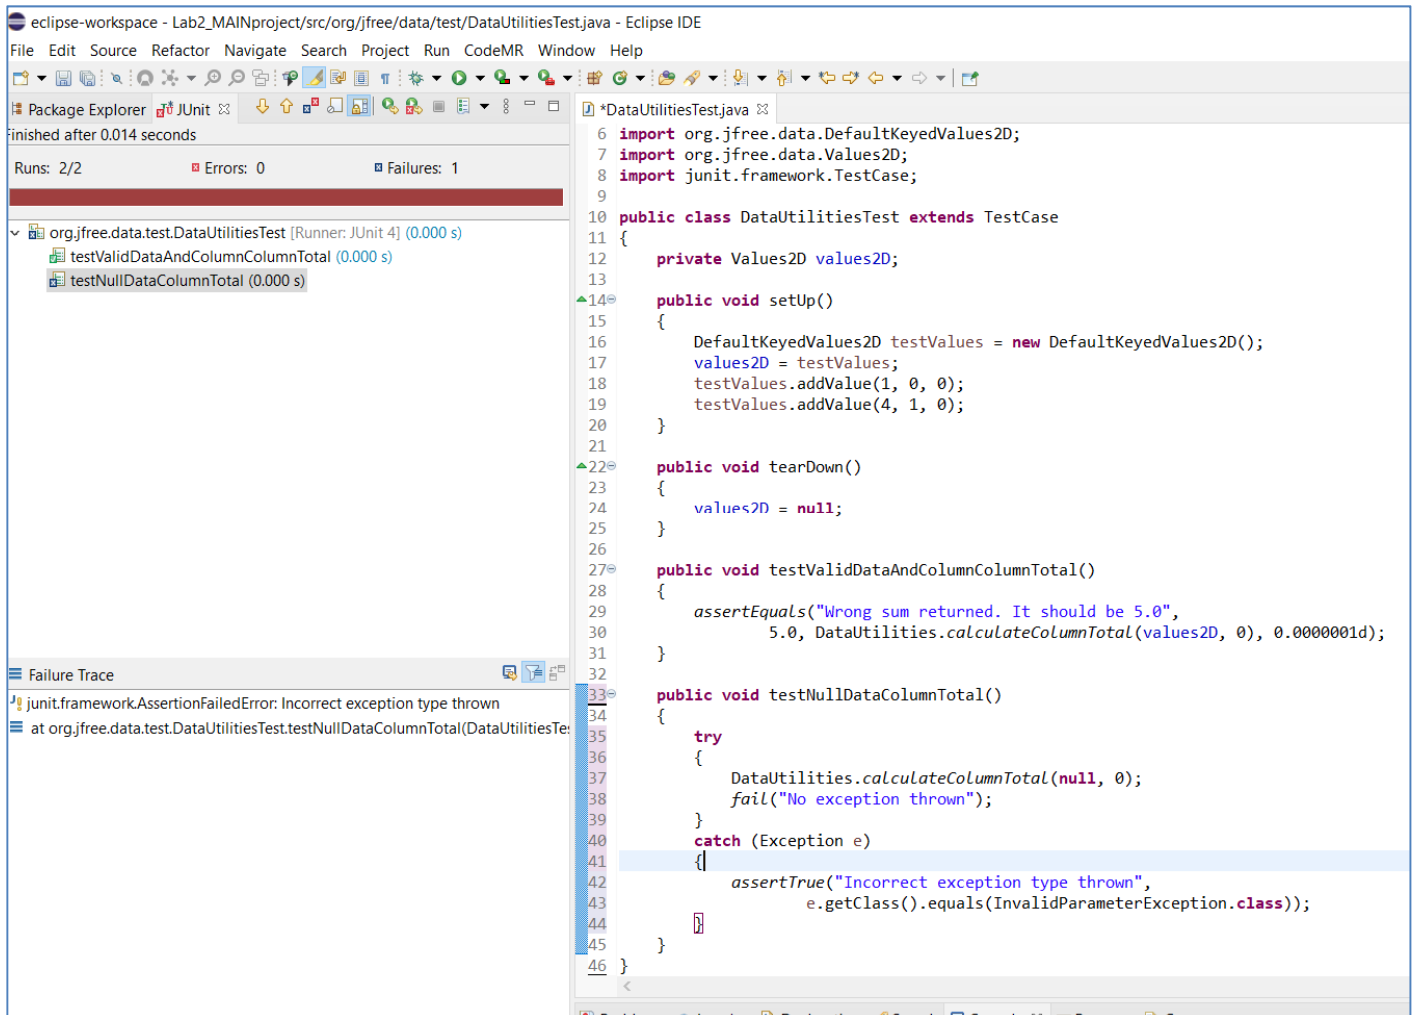 eclipse-workspace - Lab2_MAINproject/src/org/jfree/data/test/DataUtilitiesTest.java - Eclipse IDE
File Edit Source Refactor Navigate Search Project Run CodeMR Window Help
Package Explorer JUnit
Finished after 0.014 seconds
Runs: 2/2 Errors: 0 Failures: 1
org.jfree.data.test.DataUtilitiesTest [Runner: JUnit 4] (0.000 s)
testValidDataAndColumnColumnTotal (0.000 s)
testNullDataColumnTotal (0.000 s)
Failure Trace
junit.framework.AssertionFailedError: Incorrect exception type thrown
at org.jfree.data.test.DataUtilitiesTest.testNullDataColumnTotal(DataUtilitiesTe
*DataUtilitiesTest.java
6 import org.jfree.data.DefaultKeyedValues2D;
7 import org.jfree.data.Values2D;
8 import junit.framework.TestCase;
9
10 public class DataUtilitiesTest extends TestCase
11 {
12 private Values2D values2D;
13
14 public void setUp()
15 {
16 DefaultKeyedValues2D testValues = new DefaultKeyedValues2D();
17 values2D = testValues;
18 testValues.addValue(1, 0, 0);
19 testValues.addValue(4, 1, 0);
20 }
21
22 public void tearDown()
23 {
24 values2D = null;
25 }
26
27 public void testValidDataAndColumnColumnTotal()
28 {
29 assertEquals("Wrong sum returned. It should be 5.0",
30 5.0, DataUtilities.calculateColumnTotal(values2D, 0), 0.0000001d);
31 }
32
33 public void testNullDataColumnTotal()
34 {
35 try
36 {
37 DataUtilities.calculateColumnTotal(null, 0);
38 fail("No exception thrown");
39 }
40 catch (Exception e)
41 {
42 assertTrue("Incorrect exception type thrown",
43 e.getClass().equals(InvalidParameterException.class));
44 }
45 }
46 }